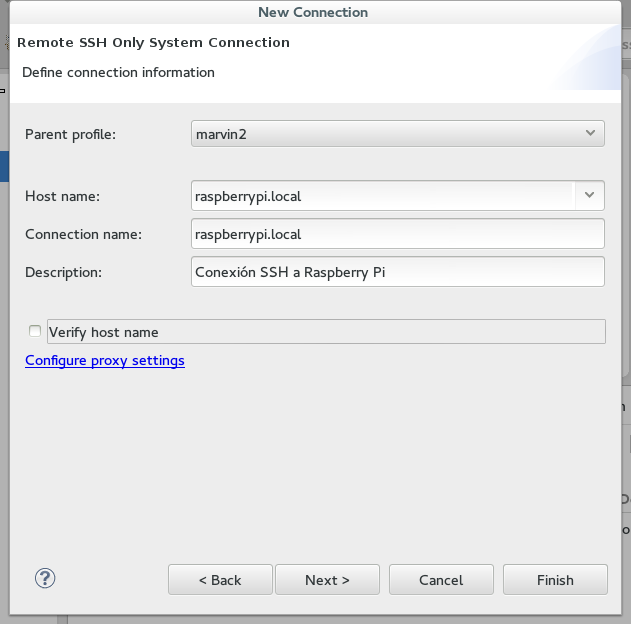 New Connection
Remote SSH Only System Connection
Define connection information
Parent profile: marvin2
Host name: raspberrypi.local
Connection name: raspberrypi.local
Description: Conexión SSH a Raspberry Pi
Verify host name
Configure proxy settings
? < Back Next > Cancel Finish